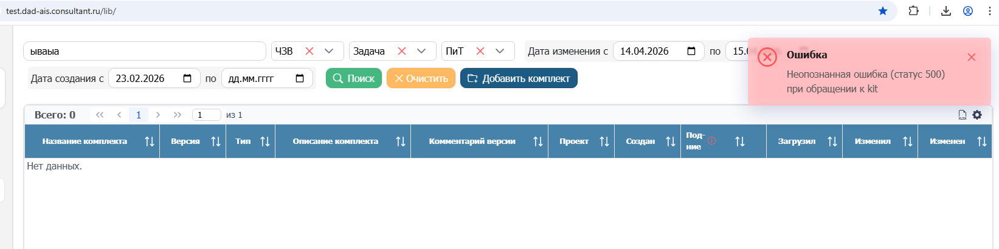 test.dad-ais.consultant.ru/lib/
ываыа ЧЗВ Задача ПиТ Дата изменения с 14.04.2026 по 15.
Ошибка
Неопознанная ошибка (статус 500)
при обращении к kit
Дата создания с 23.02.2026 по дд.мм.гггг Поиск Очистить Добавить комплект
Всего: 0 1 1 из 1 XLSX
Название комплекта Версия Тип Описание комплекта Комментарий версии Проект Создан Под-
ние Загрузил Изменил Изменен
Нет данных.